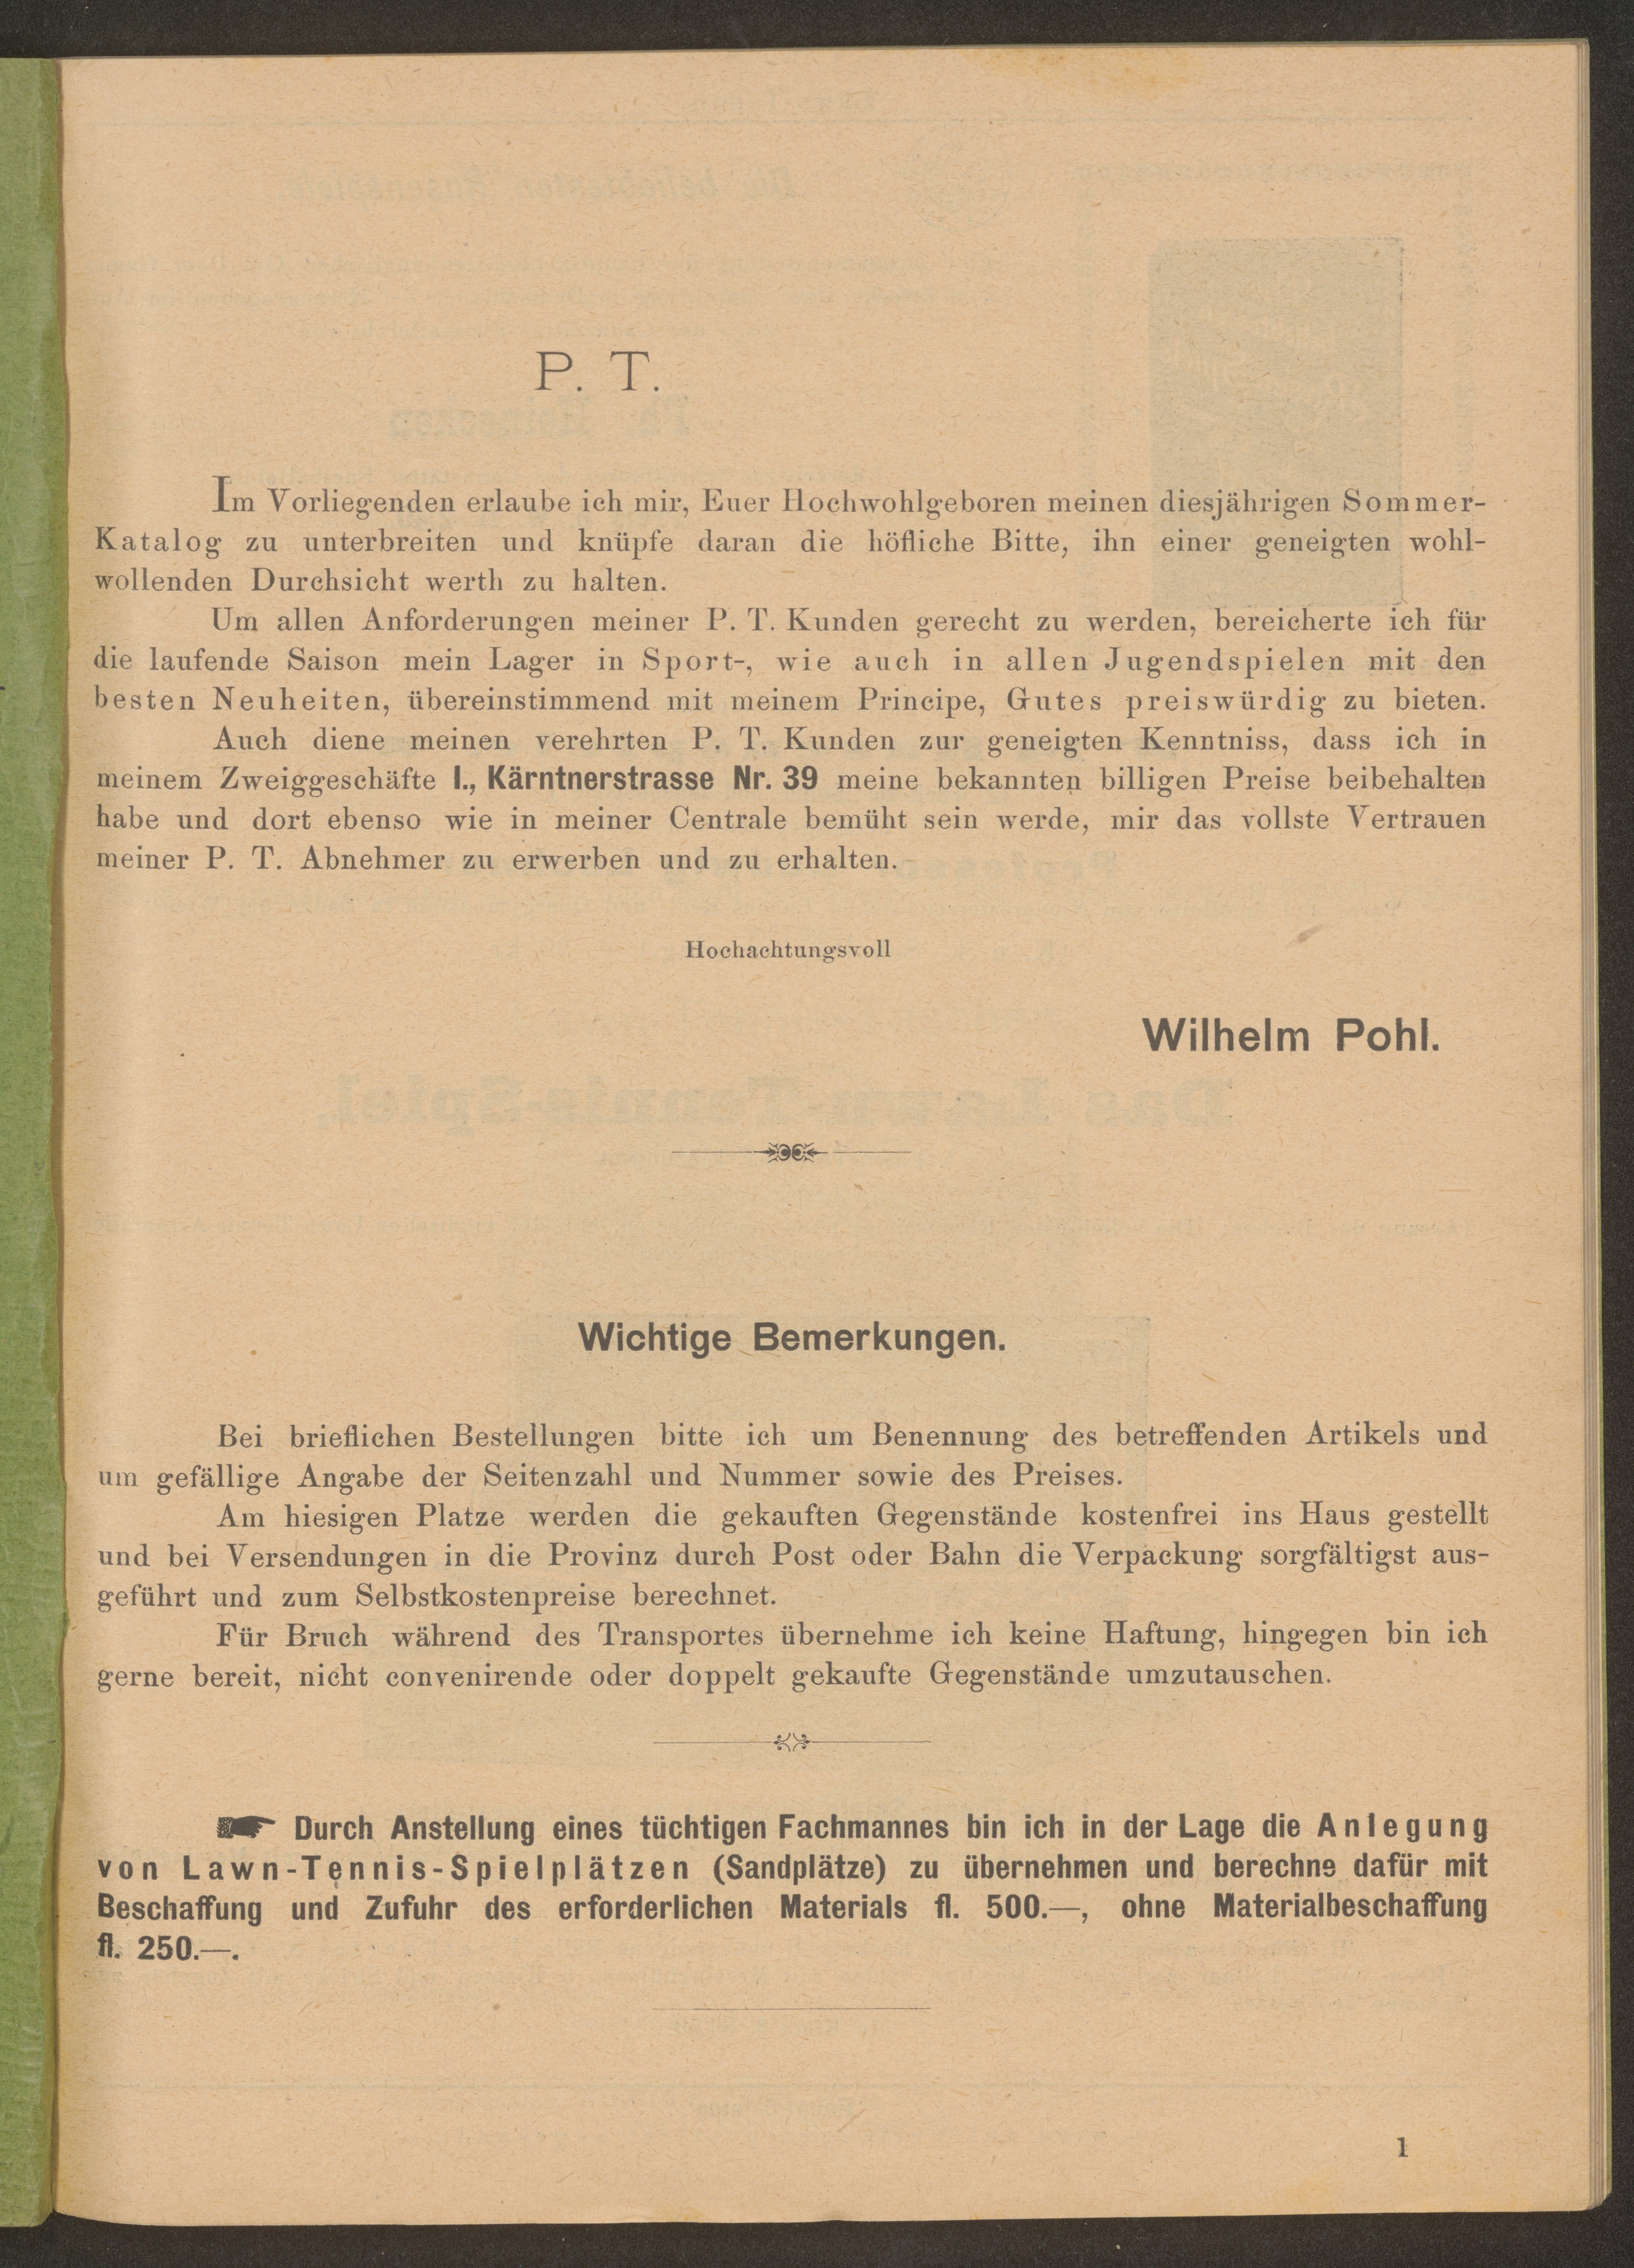 P. T.
Im Vorliegenden erlaube ich mir, Euer Hochwohlgeboren meinen diesjährigen Sommer-
Katalog zu unterbreiten und knüpfe daran die höfliche Bitte, ihn einer geneigten wohl-
wollenden Durchsicht werth zu halten.
Um allen Anforderungen meiner P. T. Kunden gerecht zu werden, bereicherte ich für
die laufende Saison mein Lager in Sport-, wie auch in allen Jugendspielen mit den
besten Neuheiten, übereinstimmend mit meinem Principe, Gutes preiswürdig zu bieten.
Auch diene meinen verehrten P. T. Kunden zur geneigten Kenntniss, dass ich in
meinem Zweiggeschäfte I., Kärntnerstrasse Nr. 39 meine bekannten billigen Preise beibehalten
habe und dort ebenso wie in meiner Centrale bemüht sein werde, mir das vollste Vertrauen
meiner P. T. Abnehmer zu erwerben und zu erhalten.
Hochachtungsvoll
Wilhelm Pohl.
Wichtige Bemerkungen.
Bei brieflichen Bestellungen bitte ich um Benennung des betreffenden Artikels und
um gefällige Angabe der Seitenzahl und Nummer sowie des Preises.
Am hiesigen Platze werden die gekauften Gegenstände kostenfrei ins Haus gestellt
und bei Versendungen in die Provinz durch Post oder Bahn die Verpackung sorgfältigst aus-
geführt und zum Selbstkostenpreise berechnet.
Für Bruch während des Transportes übernehme ich keine Haftung, hingegen bin ich
gerne bereit, nicht convenirende oder doppelt gekaufte Gegenstände umzutauschen.
☛ Durch Anstellung eines tüchtigen Fachmannes bin ich in der Lage die Anlegung
von Lawn-Tennis-Spielplätzen (Sandplätze) zu übernehmen und berechne dafür mit
Beschaffung und Zufuhr des erforderlichen Materials fl. 500.—, ohne Materialbeschaffung
fl. 250.—.
1